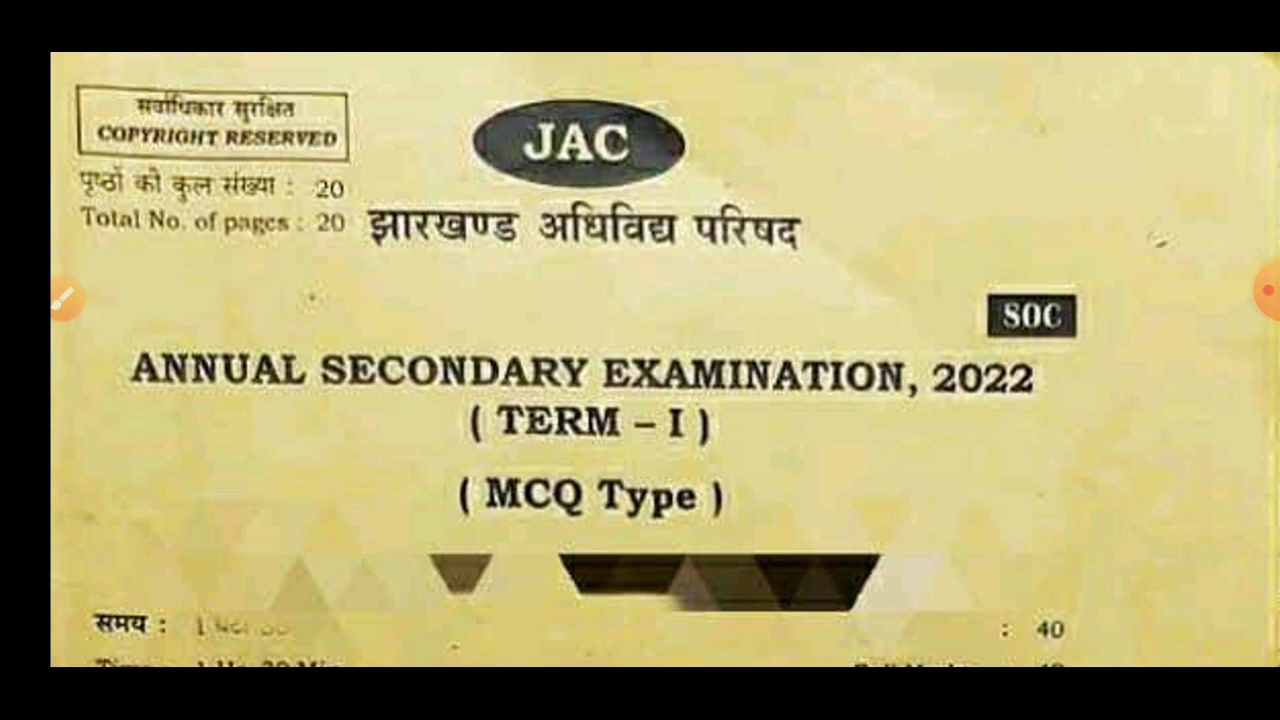 सर्वाधिकार सुरक्षित
COPYRIGHT RESERVED
पृष्ठों की कुल संख्या : 20
Total No. of pages : 20
JAC
झारखण्ड अधिविद्य परिषद
SOC
ANNUAL SECONDARY EXAMINATION, 2022
( TERM – I )
( MCQ Type )
समय : 1
: 40